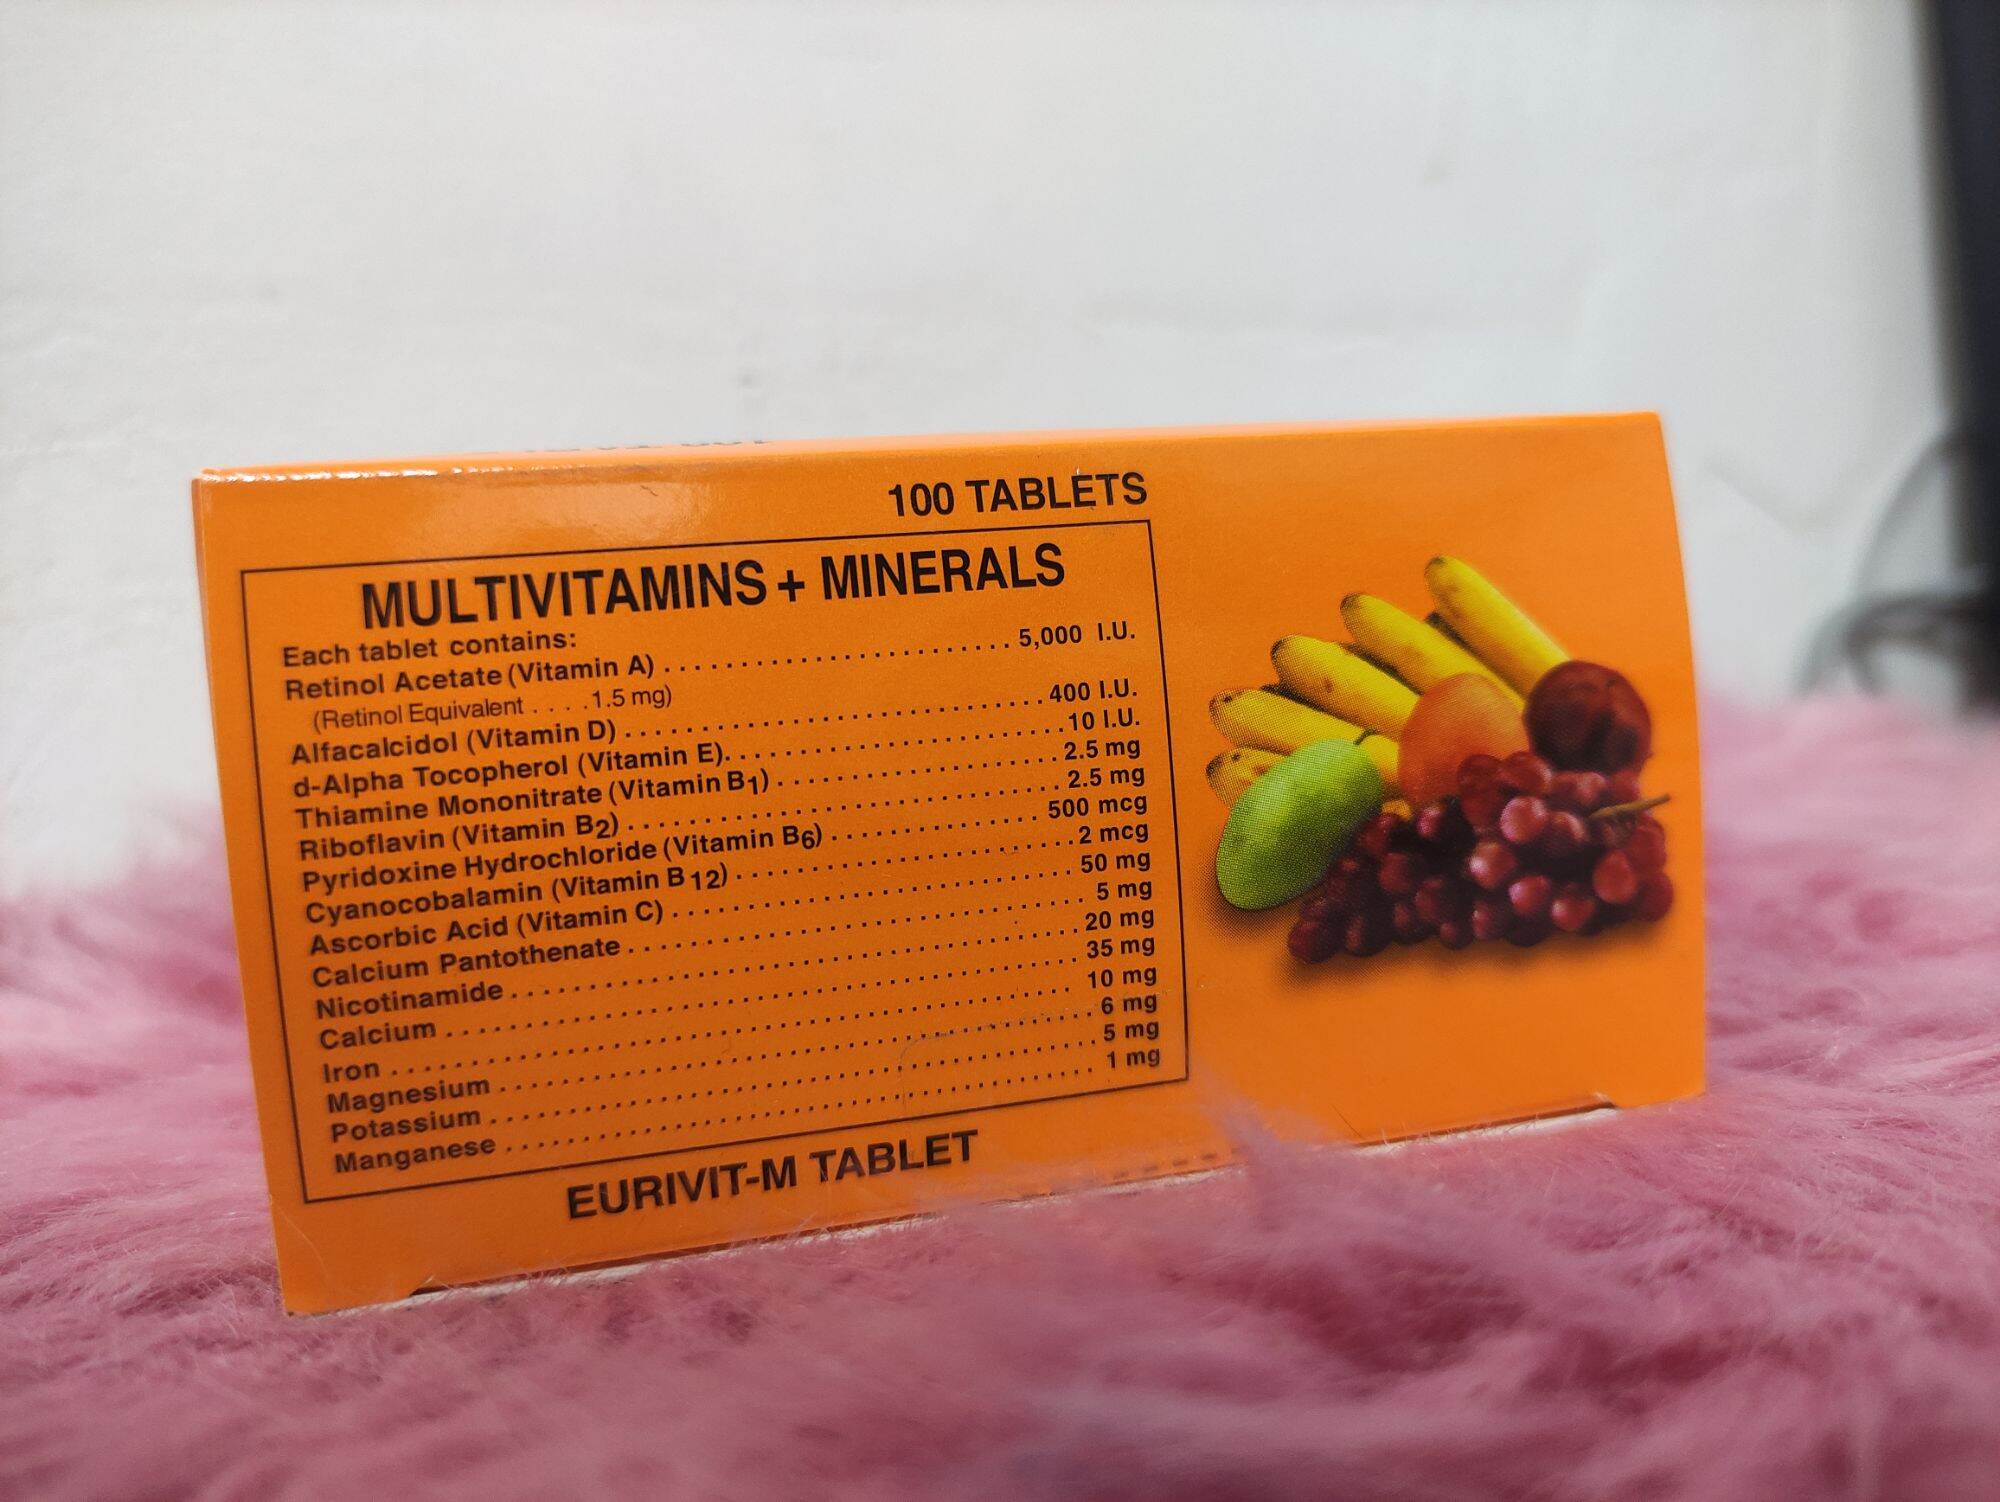 100 TABLETS
MULTIVITAMINS + MINERALS
Each tablet contains:
Retinol Acetate (Vitamin A) ........................ 5,000 I.U.
(Retinol Equivalent ....1.5 mg)
Alfacalcidol (Vitamin D) ............................ 400 I.U.
d-Alpha Tocopherol (Vitamin E)........................ 10 I.U.
Thiamine Mononitrate (Vitamin B1) .................... 2.5 mg
Riboflavin (Vitamin B2) .............................. 2.5 mg
Pyridoxine Hydrochloride (Vitamin B6) ............... 500 mcg
Cyanocobalamin (Vitamin B12) .......................... 2 mcg
Ascorbic Acid (Vitamin C) ............................ 50 mg
Calcium Pantothenate .................................. 5 mg
Nicotinamide ......................................... 20 mg
Calcium .............................................. 35 mg
Iron ................................................. 10 mg
Magnesium ............................................. 6 mg
Potassium ............................................. 5 mg
Manganese ............................................. 1 mg
EURIVIT-M TABLET